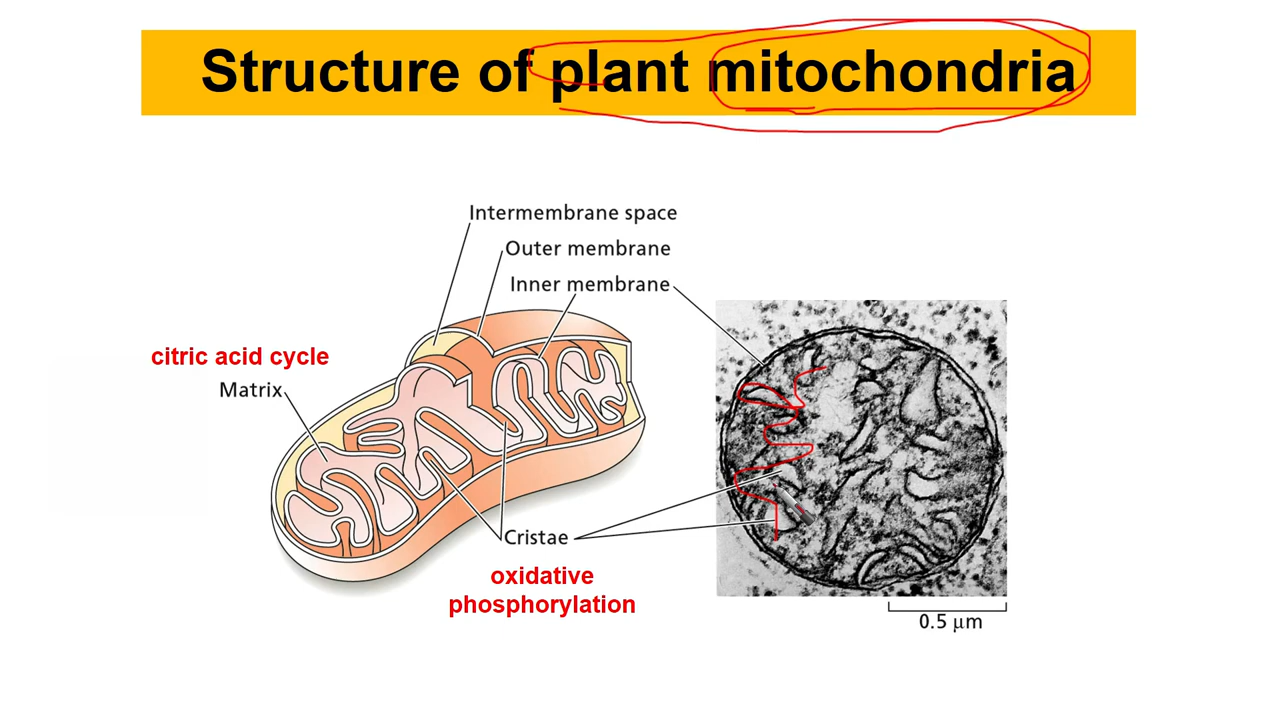 Structure of plant mitochondria
Intermembrane space
Outer membrane
Inner membrane
citric acid cycle
Matrix
Cristae
oxidative
phosphorylation
0.5 µm